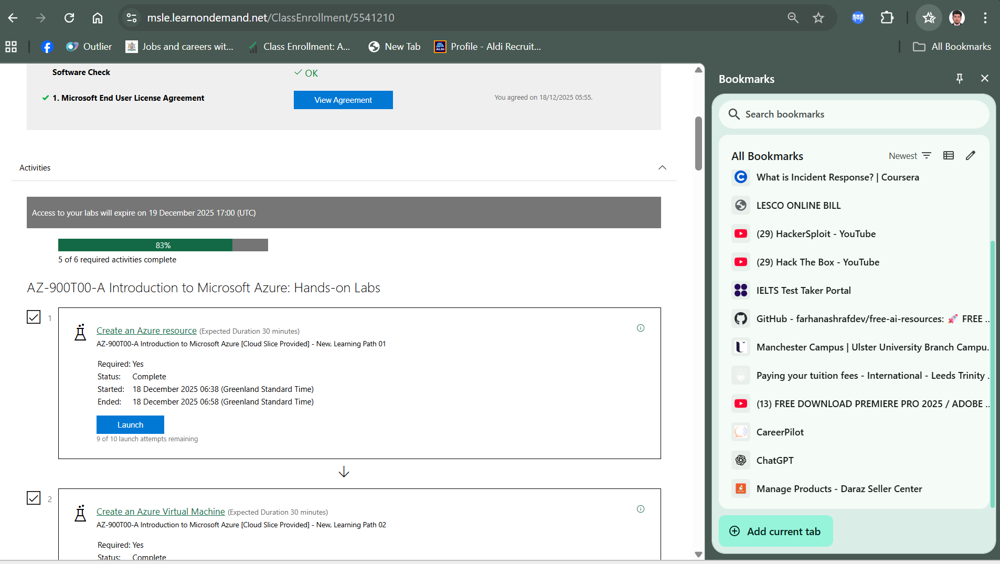 msle.learnondemand.net/ClassEnrollment/5541210
Outlier
Jobs and careers wit...
Class Enrollment: A...
New Tab
ALDI
Profile - Aldi Recruit...
All Bookmarks
Software Check
OK
1. Microsoft End User License Agreement
View Agreement
You agreed on 18/12/2025 05:55.
Activities
Access to your labs will expire on 19 December 2025 17:00 (UTC)
83%
5 of 6 required activities complete
AZ-900T00-A Introduction to Microsoft Azure: Hands-on Labs
1
Create an Azure resource (Expected Duration 30 minutes)
AZ-900T00-A Introduction to Microsoft Azure [Cloud Slice Provided] - New, Learning Path 01
Required: Yes
Status: Complete
Started: 18 December 2025 06:38 (Greenland Standard Time)
Ended: 18 December 2025 06:58 (Greenland Standard Time)
Launch
9 of 10 launch attempts remaining
2
Create an Azure Virtual Machine (Expected Duration 30 minutes)
AZ-900T00-A Introduction to Microsoft Azure [Cloud Slice Provided] - New, Learning Path 02
Required: Yes
Status: Complete
Bookmarks
Search bookmarks
All Bookmarks
Newest
What is Incident Response? | Coursera
LESCO ONLINE BILL
(29) HackerSploit - YouTube
(29) Hack The Box - YouTube
IELTS Test Taker Portal
GitHub - farhanashrafdev/free-ai-resources: 🚀 FREE ...
Manchester Campus | Ulster University Branch Campu...
Paying your tuition fees - International - Leeds Trinity ...
(13) FREE DOWNLOAD PREMIERE PRO 2025 / ADOBE ...
CareerPilot
ChatGPT
Manage Products - Daraz Seller Center
Add current tab